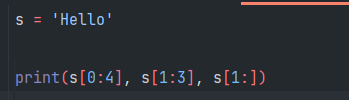 s = 'Hello'
print(s[0:4], s[1:3], s[1:])